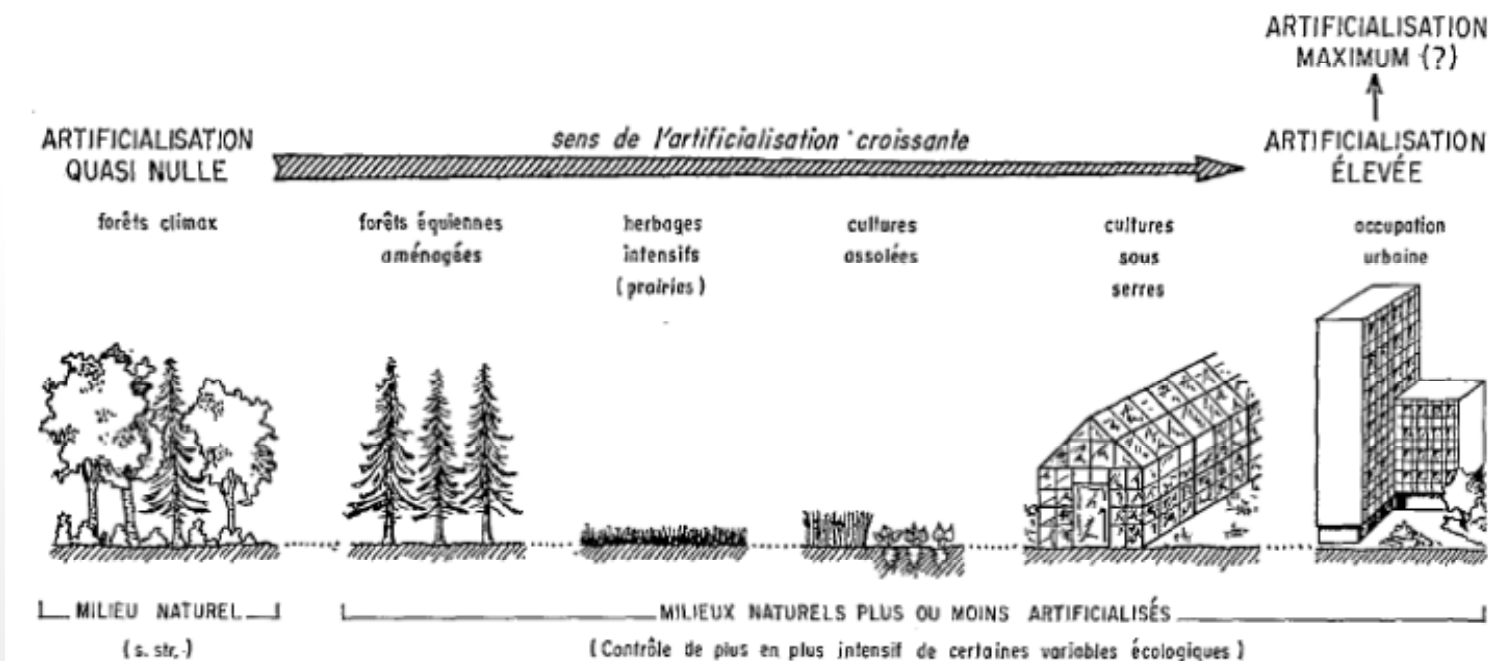 ARTIFICIALISATION
MAXIMUM (?)
ARTIFICIALISATION
QUASI NULLE
sens de l'artificialisation croissante
ARTIFICIALISATION
ÉLEVÉE
forêts climax
forêts équiennes
aménagées
herbages
intensifs
(prairies)
cultures
assolées
cultures
sous
serres
occupation
urbaine
MILIEU NATUREL
(s. str.)
MILIEUX NATURELS PLUS OU MOINS ARTIFICIALISÉS
(Contrôle de plus en plus intensif de certaines variables écologiques)